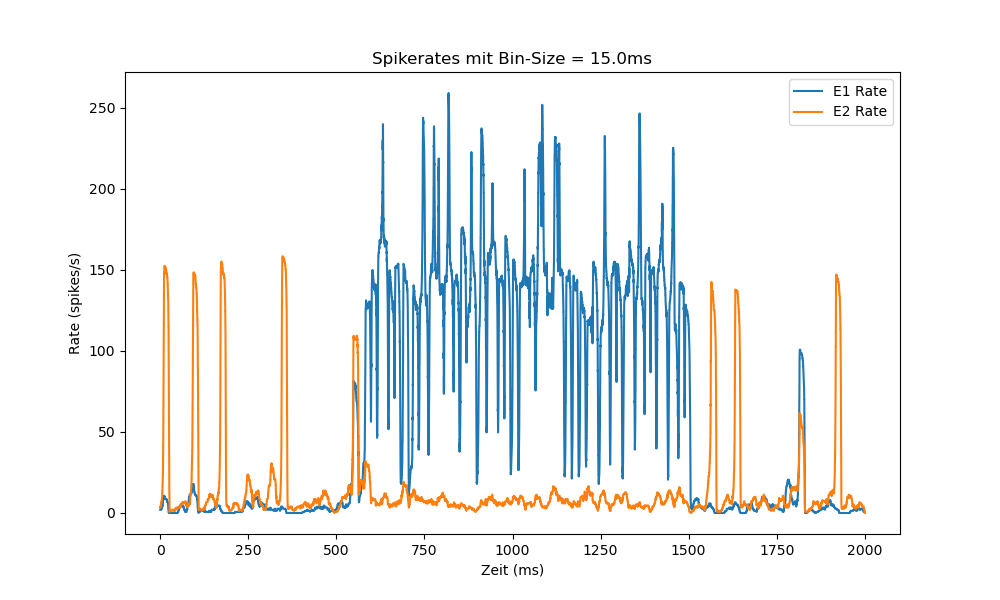 Spikerates mit Bin-Size = 15.0ms
E1 Rate
E2 Rate
250
200
150
100
50
0
Rate (spikes/s)
0 250 500 750 1000 1250 1500 1750 2000
Zeit (ms)